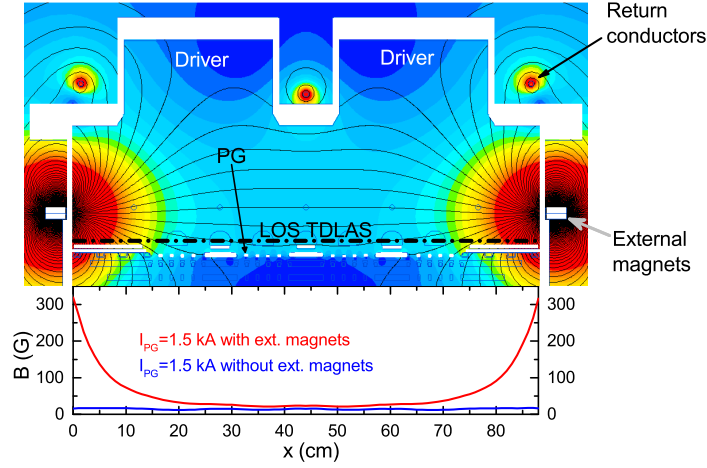 Return
conductors
Driver
Driver
PG
LOS TDLAS
External
magnets
300
200
100
0
B (G)
I_PG=1.5 kA with ext. magnets
I_PG=1.5 kA without ext. magnets
300
200
100
0
0 10 20 30 40 50 60 70 80
x (cm)